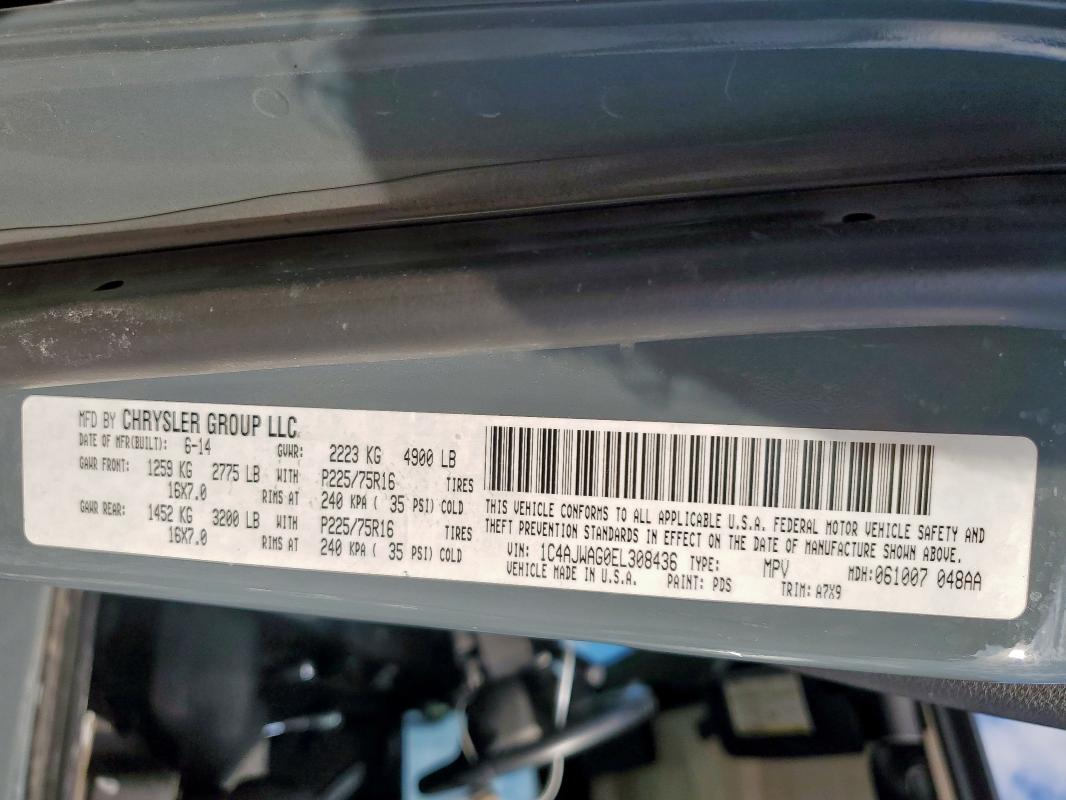 MFD BY CHRYSLER GROUP LLC
DATE OF MFR(BUILT): 6-14 GVWR: 2223 KG 4900 LB
GAWR FRONT: 1259 KG 2775 LB WITH P225/75R16 TIRES
16X7.0 RIMS AT 240 KPA ( 35 PSI) COLD
GAWR REAR: 1452 KG 3200 LB WITH P225/75R16 TIRES
16X7.0 RIMS AT 240 KPA ( 35 PSI) COLD
THIS VEHICLE CONFORMS TO ALL APPLICABLE U.S.A. FEDERAL MOTOR VEHICLE SAFETY AND
THEFT PREVENTION STANDARDS IN EFFECT ON THE DATE OF MANUFACTURE SHOWN ABOVE.
VIN: 1C4AJWAG0EL308436 TYPE: MPV MDH:061007 048AA
VEHICLE MADE IN U.S.A. PAINT: PDS TRIM: A7X9